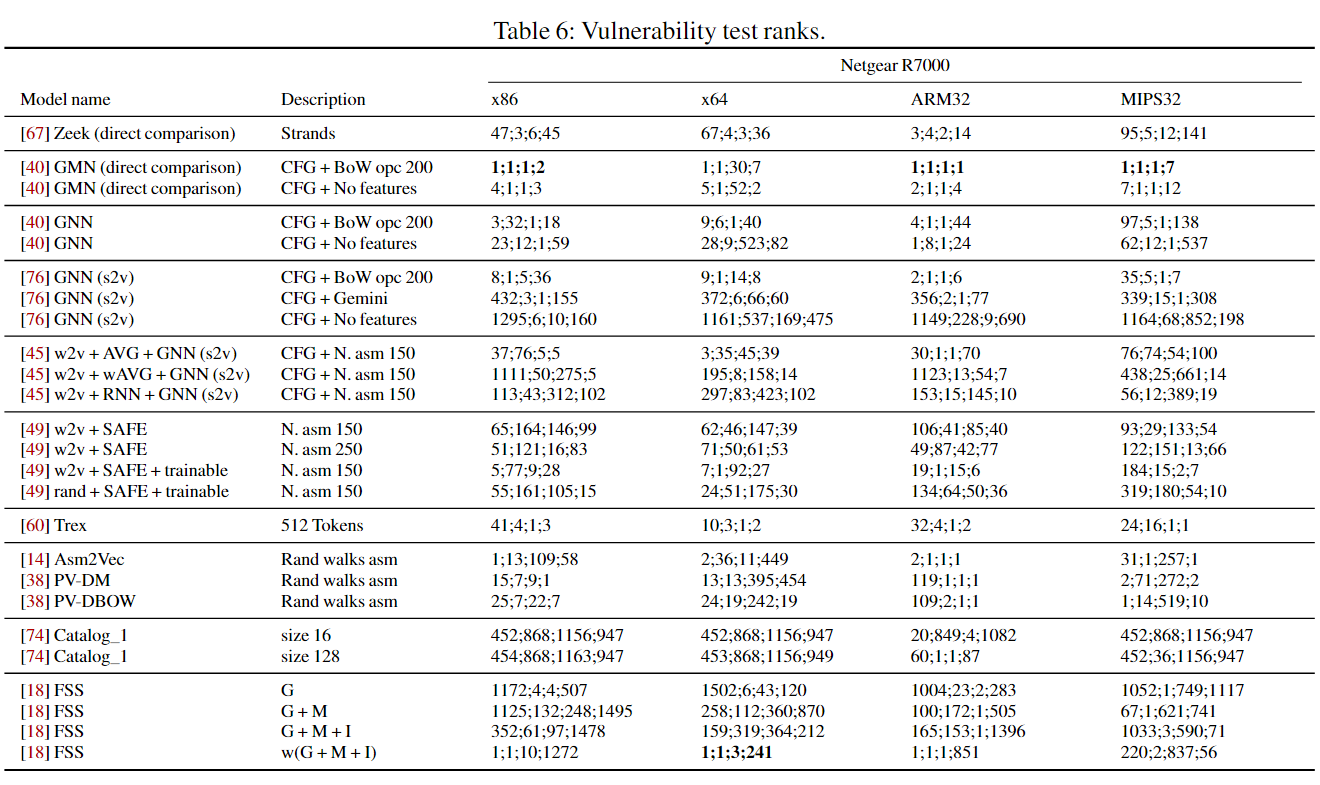 Table 6: Vulnerability test ranks.
Netgear R7000
Model name Description x86 x64 ARM32 MIPS32
[67] Zeek (direct comparison) Strands 47;3;6;45 67;4;3;36 3;4;2;14 95;5;12;141
[40] GMN (direct comparison) CFG + BoW opc 200 1;1;1;2 1;1;30;7 1;1;1;1 1;1;1;7
[40] GMN (direct comparison) CFG + No features 4;1;1;3 5;1;52;2 2;1;1;4 7;1;1;12
[40] GNN CFG + BoW opc 200 3;32;1;18 9;6;1;40 4;1;1;44 97;5;1;138
[40] GNN CFG + No features 23;12;1;59 28;9;523;82 1;8;1;24 62;12;1;537
[76] GNN (s2v) CFG + BoW opc 200 8;1;5;36 9;1;14;8 2;1;1;6 35;5;1;7
[76] GNN (s2v) CFG + Gemini 432;3;1;155 372;6;66;60 356;2;1;77 339;15;1;308
[76] GNN (s2v) CFG + No features 1295;6;10;160 1161;537;169;475 1149;228;9;690 1164;68;852;198
[45] w2v + AVG + GNN (s2v) CFG + N. asm 150 37;76;5;5 3;35;45;39 30;1;1;70 76;74;54;100
[45] w2v + wAVG + GNN (s2v) CFG + N. asm 150 1111;50;275;5 195;8;158;14 1123;13;54;7 438;25;661;14
[45] w2v + RNN + GNN (s2v) CFG + N. asm 150 113;43;312;102 297;83;423;102 153;15;145;10 56;12;389;19
[49] w2v + SAFE N. asm 150 65;164;146;99 62;46;147;39 106;41;85;40 93;29;133;54
[49] w2v + SAFE N. asm 250 51;121;16;83 71;50;61;53 49;87;42;77 122;151;13;66
[49] w2v + SAFE + trainable N. asm 150 5;77;9;28 7;1;92;27 19;1;15;6 184;15;2;7
[49] rand + SAFE + trainable N. asm 150 55;161;105;15 24;51;175;30 134;64;50;36 319;180;54;10
[60] Trex 512 Tokens 41;4;1;3 10;3;1;2 32;4;1;2 24;16;1;1
[14] Asm2Vec Rand walks asm 1;13;109;58 2;36;11;449 2;1;1;1 31;1;257;1
[38] PV-DM Rand walks asm 15;7;9;1 13;13;395;454 119;1;1;1 2;71;272;2
[38] PV-DBOW Rand walks asm 25;7;22;7 24;19;242;19 109;2;1;1 1;14;519;10
[74] Catalog_1 size 16 452;868;1156;947 452;868;1156;947 20;849;4;1082 452;868;1156;947
[74] Catalog_1 size 128 454;868;1163;947 453;868;1156;949 60;1;1;87 452;36;1156;947
[18] FSS G 1172;4;4;507 1502;6;43;120 1004;23;2;283 1052;1;749;1117
[18] FSS G + M 1125;132;248;1495 258;112;360;870 100;172;1;505 67;1;621;741
[18] FSS G + M + I 352;61;97;1478 159;319;364;212 165;153;1;1396 1033;3;590;71
[18] FSS w(G + M + I) 1;1;10;1272 1;1;3;241 1;1;1;851 220;2;837;56